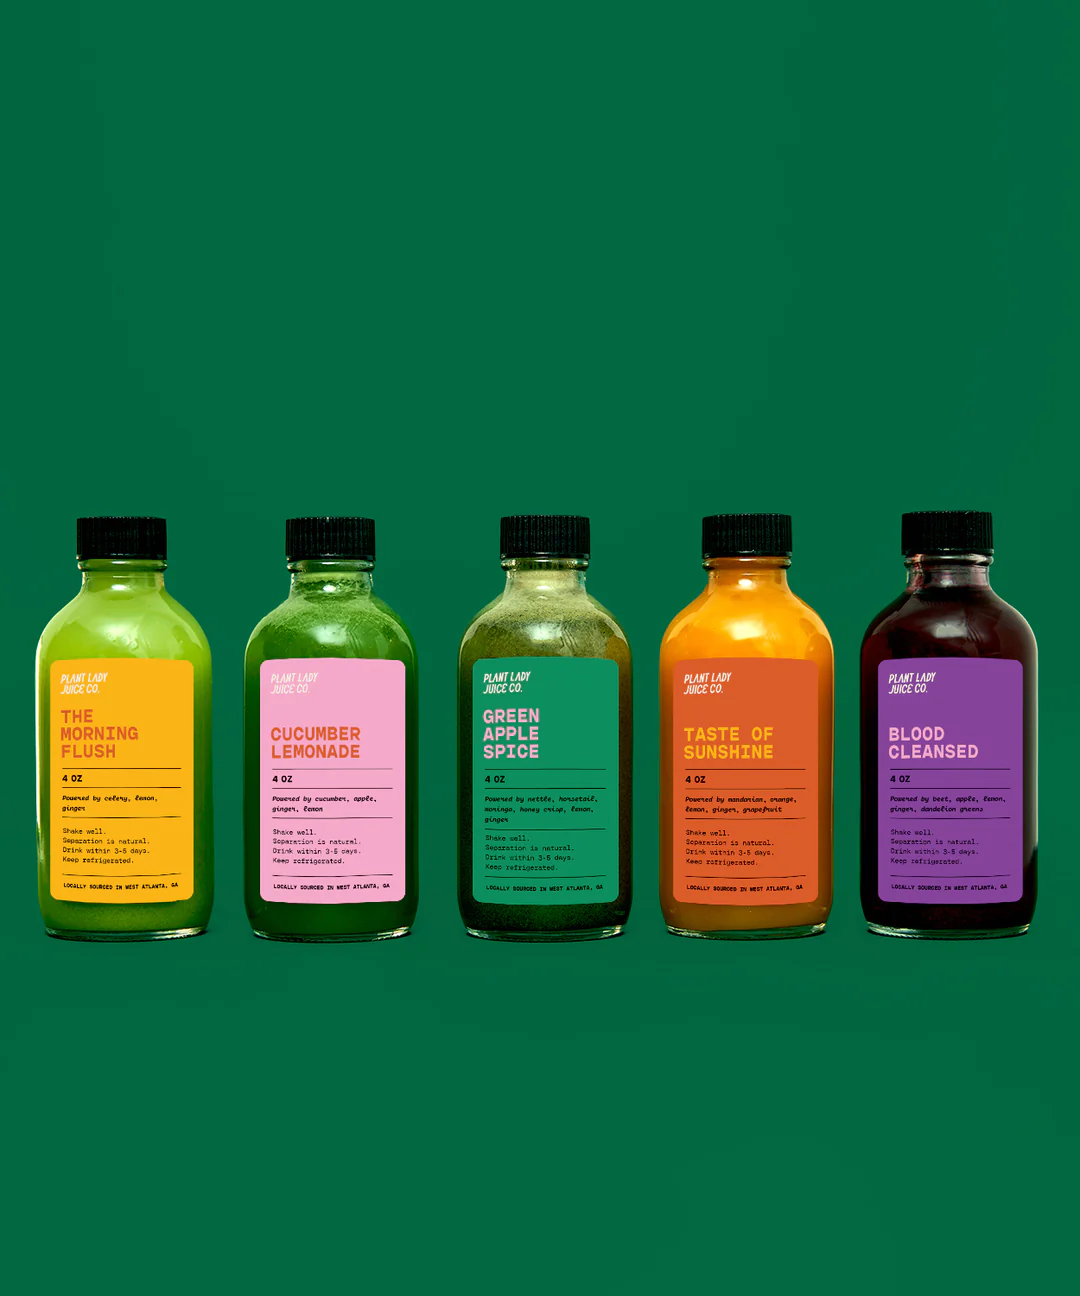 PLANT LADY
JUICE CO.
THE
MORNING
FLUSH
4 OZ
Powered by celery, lemon,
ginger
Shake well.
Separation is natural.
Drink within 3-5 days.
Keep refrigerated.
LOCALLY SOURCED IN WEST ATLANTA, GA
PLANT LADY
JUICE CO.
CUCUMBER
LEMONADE
4 OZ
Powered by cucumber, apple,
ginger, lemon
Shake well.
Separation is natural.
Drink within 3-5 days.
Keep refrigerated.
LOCALLY SOURCED IN WEST ATLANTA, GA
PLANT LADY
JUICE CO.
GREEN
APPLE
SPICE
4 OZ
Powered by nettle, horsetail,
moringa, honey crisp, lemon,
ginger
Shake well.
Separation is natural.
Drink within 3-5 days.
Keep refrigerated.
LOCALLY SOURCED IN WEST ATLANTA, GA
PLANT LADY
JUICE CO.
TASTE OF
SUNSHINE
4 OZ
Powered by mandarian, orange,
lemon, ginger, grapefruit
Shake well.
Separation is natural.
Drink within 3-5 days.
Keep refrigerated.
LOCALLY SOURCED IN WEST ATLANTA, GA
PLANT LADY
JUICE CO.
BLOOD
CLEANSED
4 OZ
Powered by beet, apple, lemon,
ginger, dandelion greens
Shake well.
Separation is natural.
Drink within 3-5 days.
Keep refrigerated.
LOCALLY SOURCED IN WEST ATLANTA, GA